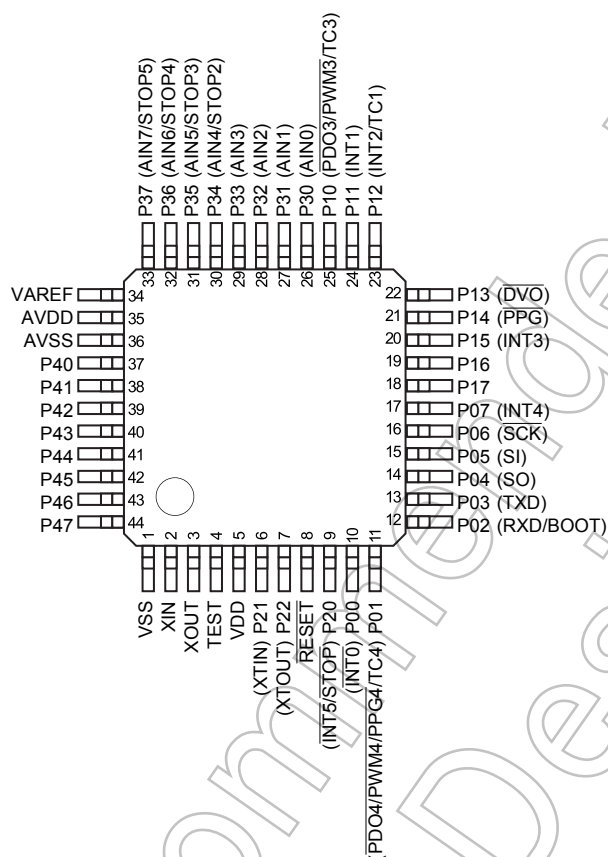 P37 (AIN7/STOP5)
P36 (AIN6/STOP4)
P35 (AIN5/STOP3)
P34 (AIN4/STOP2)
P33 (AIN3)
P32 (AIN2)
P31 (AIN1)
P30 (AIN0)
P10 (PDO3/PWM3/TC3)
P11 (INT1)
P12 (INT2/TC1)
33
32
31
30
29
28
27
26
25
24
23
VAREF 34
AVDD 35
AVSS 36
P40 37
P41 38
P42 39
P43 40
P44 41
P45 42
P46 43
P47 44
22 P13 (DVO)
21 P14 (PPG)
20 P15 (INT3)
19 P16
18 P17
17 P07 (INT4)
16 P06 (SCK)
15 P05 (SI)
14 P04 (SO)
13 P03 (TXD)
12 P02 (RXD/BOOT)
1
2
3
4
5
6
7
8
9
10
11
VSS
XIN
XOUT
TEST
VDD
(XTIN) P21
(XTOUT) P22
RESET
(INT5/STOP) P20
(INT0) P00
(PDO4/PWM4/PPG4/TC4) P01